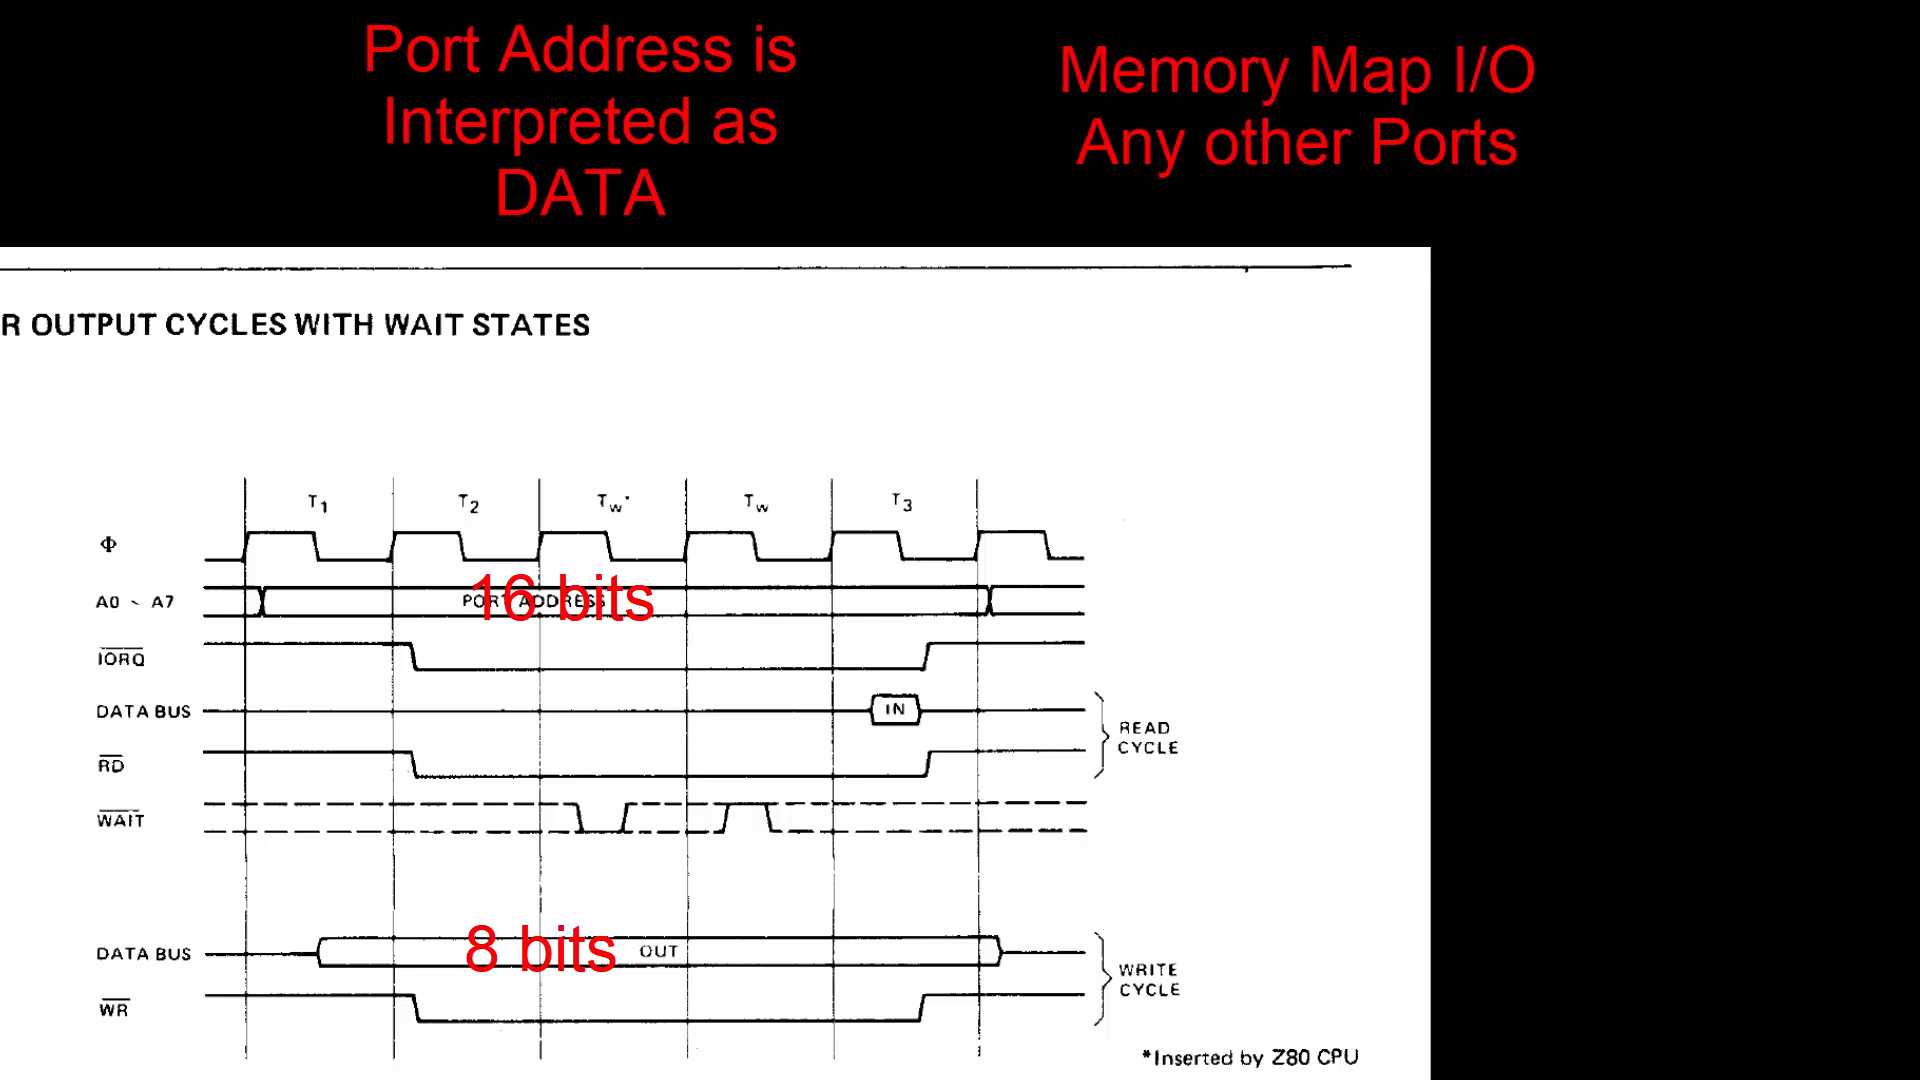 Port Address is
Interpreted as
DATA
Memory Map I/O
Any other Ports
R OUTPUT CYCLES WITH WAIT STATES
T1 T2 Tw* Tw T3
Φ
A0 ~ A7 PORT ADDRESS
16 bits
IORQ
DATA BUS IN
READ
CYCLE
RD
WAIT
DATA BUS OUT
8 bits
WRITE
CYCLE
WR
*Inserted by Z80 CPU